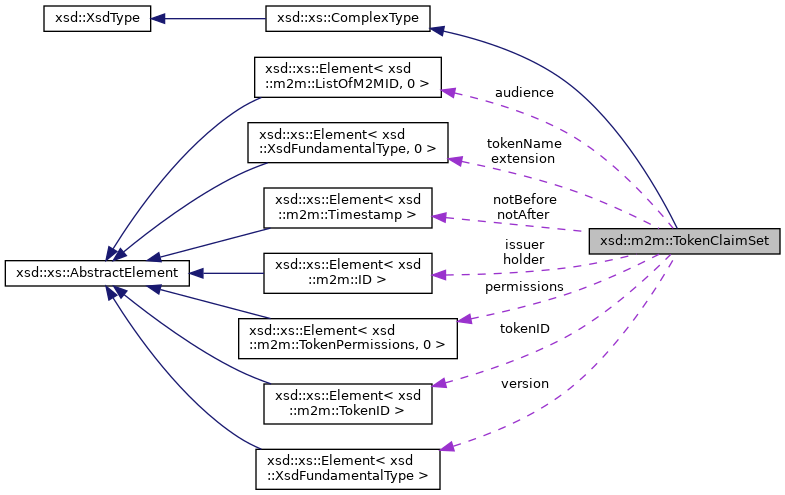 xsd::XsdType
xsd::xs::ComplexType
xsd::xs::Element< xsd
::m2m::ListOfM2MID, 0 >
audience
xsd::xs::Element< xsd
::XsdFundamentalType, 0 >
tokenName
extension
xsd::xs::Element< xsd
::m2m::Timestamp >
notBefore
notAfter
xsd::m2m::TokenClaimSet
xsd::xs::AbstractElement
xsd::xs::Element< xsd
::m2m::ID >
issuer
holder
permissions
xsd::xs::Element< xsd
::m2m::TokenPermissions, 0 >
tokenID
xsd::xs::Element< xsd
::m2m::TokenID >
version
xsd::xs::Element< xsd
::XsdFundamentalType >